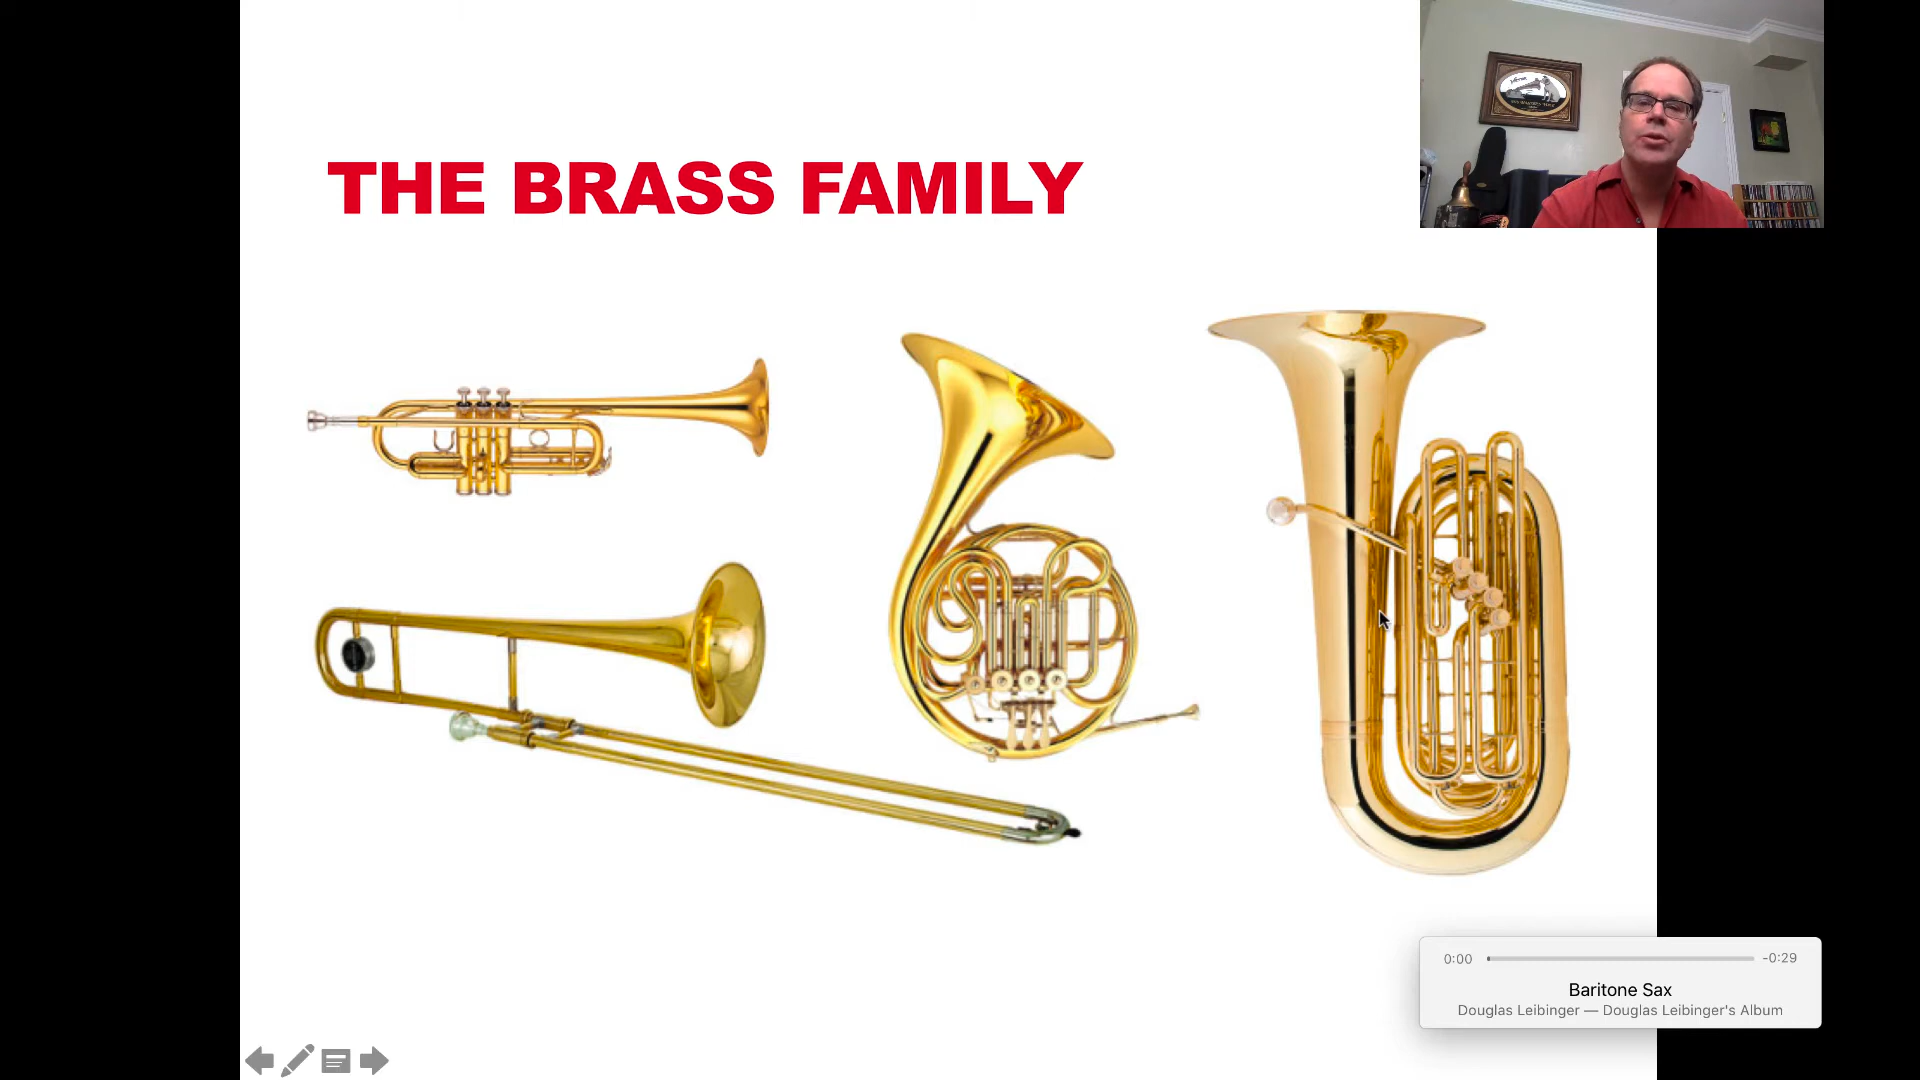 THE BRASS FAMILY
0:00
-0:29
Baritone Sax
Douglas Leibinger — Douglas Leibinger's Album